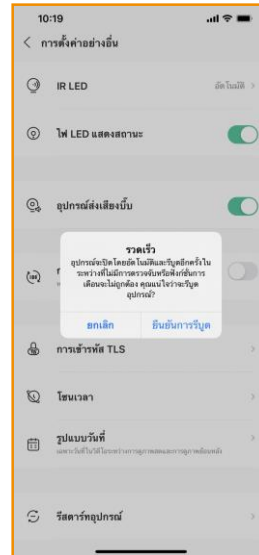 10:19
การตั้งค่าอย่างอื่น
IR LED
อัตโนมัติ
ไฟ LED แสดงสถานะ
อุปกรณ์ส่งเสียงบี๊บ
รวดเร็ว
อุปกรณ์จะปิดโดยอัตโนมัติและรีบูตอีกครั้งใน
ระหว่างที่ไม่มีการตรวจจับหรือฟังก์ชั่นการ
เตือนจะไม่ถูกต้อง คุณแน่ใจว่าจะรีบูต
อุปกรณ์?
ยกเลิก
ยืนยันการรีบูต
การเข้ารหัส TLS
โซนเวลา
รูปแบบวันที่
รีสตาร์ทอุปกรณ์